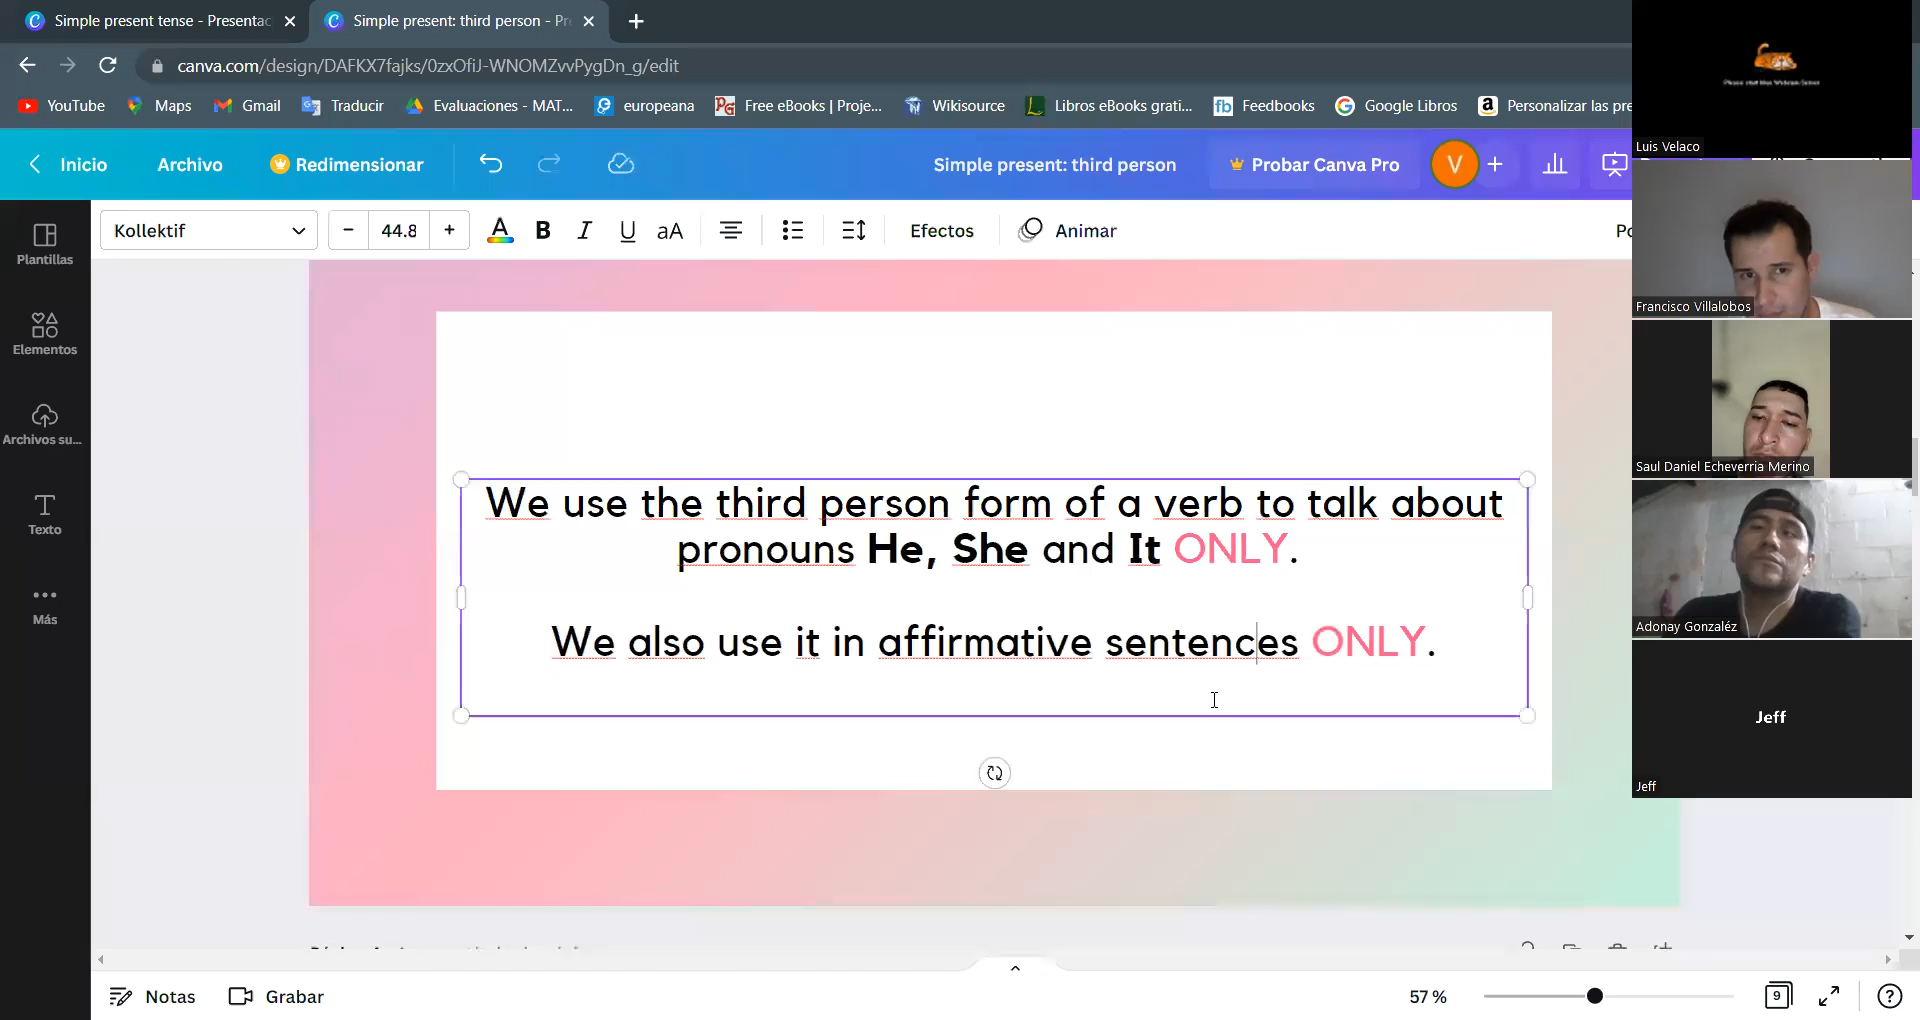 Simple present tense - Presentac
Simple present: third person - Pr
canva.com/design/DAFKX7fajks/0zxOfiJ-WNOMZvvPygDn_g/edit
YouTube Maps Gmail Traducir Evaluaciones - MAT... europeana Free eBooks | Proje... Wikisource Libros eBooks grati... Feedbooks Google Libros Personalizar las pre
Inicio Archivo Redimensionar Simple present: third person Probar Canva Pro V
Kollektif 44.8 A B I U aA Efectos Animar Po
Plantillas
Elementos
Archivos su...
Texto
Más
We use the third person form of a verb to talk about
pronouns He, She and It ONLY.
We also use it in affirmative sentences ONLY.
Luis Velaco
Francisco Villalobos
Saul Daniel Echeverria Merino
Adonay Gonzaléz
Jeff
Jeff
Notas Grabar 57 % 9